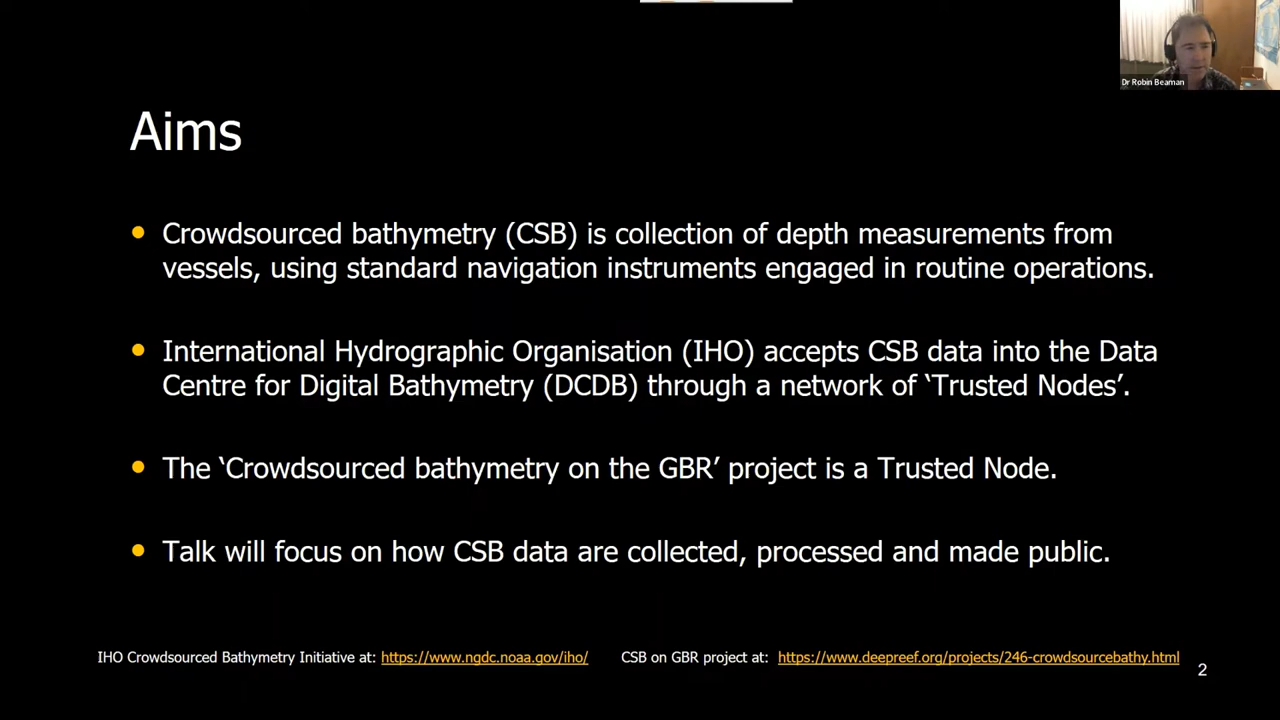 Dr Robin Beaman
Aims
• Crowdsourced bathymetry (CSB) is collection of depth measurements from
vessels, using standard navigation instruments engaged in routine operations.
• International Hydrographic Organisation (IHO) accepts CSB data into the Data
Centre for Digital Bathymetry (DCDB) through a network of ‘Trusted Nodes’.
• The ‘Crowdsourced bathymetry on the GBR’ project is a Trusted Node.
• Talk will focus on how CSB data are collected, processed and made public.
IHO Crowdsourced Bathymetry Initiative at: https://www.ngdc.noaa.gov/iho/ CSB on GBR project at: https://www.deepreef.org/projects/246-crowdsourcebathy.html
2